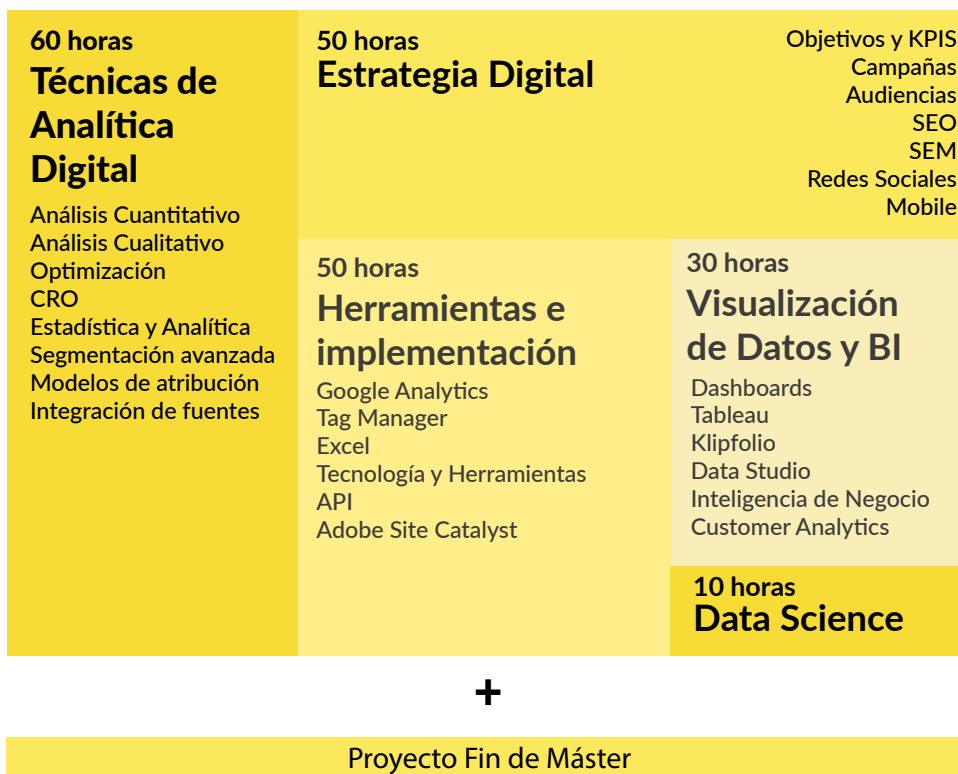 60 horas
Técnicas de
Analítica
Digital
Análisis Cuantitativo
Análisis Cualitativo
Optimización
CRO
Estadística y Analítica
Segmentación avanzada
Modelos de atribución
Integración de fuentes
50 horas
Estrategia Digital
Objetivos y KPIS
Campañas
Audiencias
SEO
SEM
Redes Sociales
Mobile
50 horas
Herramientas e
implementación
Google Analytics
Tag Manager
Excel
Tecnología y Herramientas
API
Adobe Site Catalyst
30 horas
Visualización
de Datos y BI
Dashboards
Tableau
Klipfolio
Data Studio
Inteligencia de Negocio
Customer Analytics
10 horas
Data Science
+
Proyecto Fin de Máster